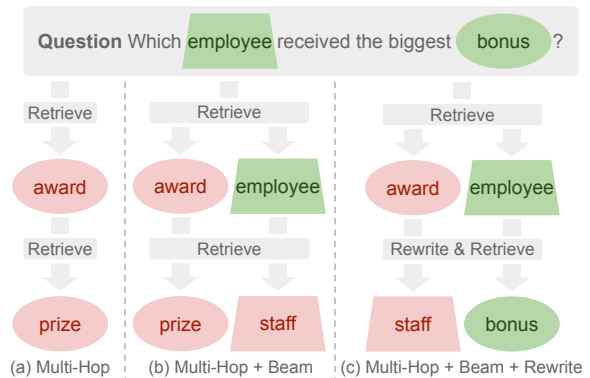 Question Which employee received the biggest bonus ?
Retrieve Retrieve Retrieve
award award employee award employee
Retrieve Retrieve Rewrite & Retrieve
prize prize staff staff bonus
(a) Multi-Hop (b) Multi-Hop + Beam (c) Multi-Hop + Beam + Rewrite